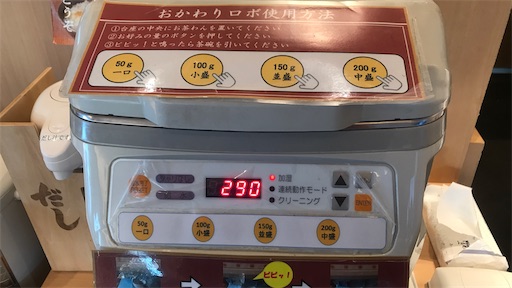 おかわりロボ使用方法
①台座の中央にお茶わんを置いてください
②お好みの量のボタンを押してください
③ピピッ!と鳴ったら茶碗を引いてください
50g 一口
100g 小盛
150g 並盛
200g 中盛
290
加湿
連続動作モード
クリーニング
50g 一口
100g 小盛
150g 並盛
200g 中盛
ピピッ!
だし